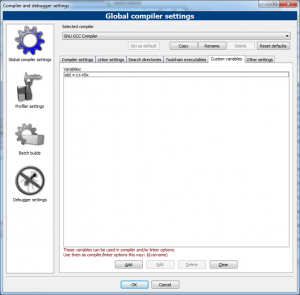 Compiler and debugger settings
Global compiler settings
Selected compiler
GNU GCC Compiler
Set as default
Copy
Rename
Delete
Reset defaults
Global compiler settings
Profiler settings
Batch builds
Debugger settings
Compiler settings
Linker settings
Search directories
Toolchain executables
Custom variables
Other settings
Variables:
std = c++0x
These variables can be used in compiler and/or linker options.
Use them as compiler/linker options this way: $(varname)
Add
Edit
Delete
Clear
OK
Cancel